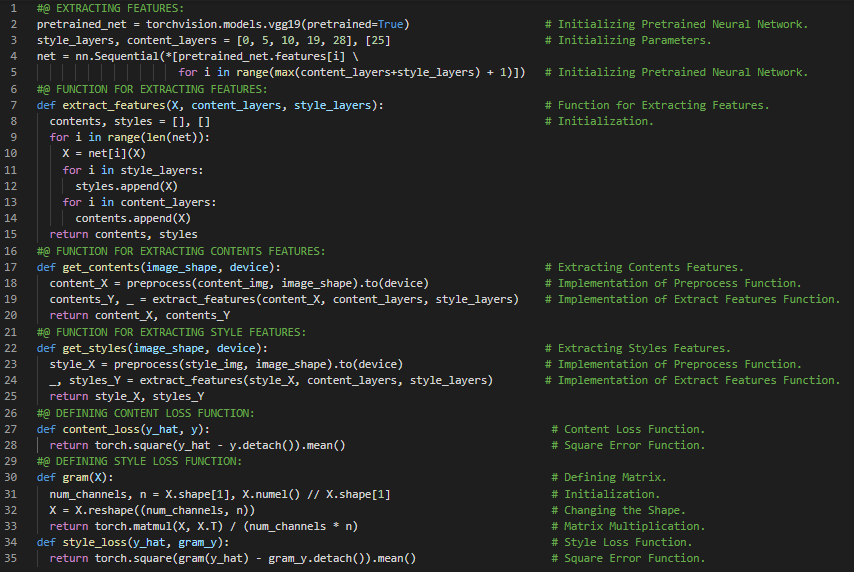 1 #@ EXTRACTING FEATURES:
2 pretrained_net = torchvision.models.vgg19(pretrained=True) # Initializing Pretrained Neural Network.
3 style_layers, content_layers = [0, 5, 10, 19, 28], [25] # Initializing Parameters.
4 net = nn.Sequential(*[pretrained_net.features[i] \
5 for i in range(max(content_layers+style_layers) + 1)]) # Initializing Pretrained Neural Network.
6 #@ FUNCTION FOR EXTRACTING FEATURES:
7 def extract_features(X, content_layers, style_layers): # Function for Extracting Features.
8 contents, styles = [], [] # Initialization.
9 for i in range(len(net)):
10 X = net[i](X)
11 for i in style_layers:
12 styles.append(X)
13 for i in content_layers:
14 contents.append(X)
15 return contents, styles
16 #@ FUNCTION FOR EXTRACTING CONTENTS FEATURES:
17 def get_contents(image_shape, device): # Extracting Contents Features.
18 content_X = preprocess(content_img, image_shape).to(device) # Implementation of Preprocess Function.
19 contents_Y, _ = extract_features(content_X, content_layers, style_layers) # Implementation of Extract Features Function.
20 return content_X, contents_Y
21 #@ FUNCTION FOR EXTRACTING STYLE FEATURES:
22 def get_styles(image_shape, device): # Extracting Styles Features.
23 style_X = preprocess(style_img, image_shape).to(device) # Implementation of Preprocess Function.
24 _, styles_Y = extract_features(style_X, content_layers, style_layers) # Implementation of Extract Features Function.
25 return style_X, styles_Y
26 #@ DEFINING CONTENT LOSS FUNCTION:
27 def content_loss(y_hat, y): # Content Loss Function.
28 return torch.square(y_hat - y.detach()).mean() # Square Error Function.
29 #@ DEFINING STYLE LOSS FUNCTION:
30 def gram(X): # Defining Matrix.
31 num_channels, n = X.shape[1], X.numel() // X.shape[1] # Initialization.
32 X = X.reshape((num_channels, n)) # Changing the Shape.
33 return torch.matmul(X, X.T) / (num_channels * n) # Matrix Multiplication.
34 def style_loss(y_hat, gram_y): # Style Loss Function.
35 return torch.square(gram(y_hat) - gram_y.detach()).mean() # Square Error Function.